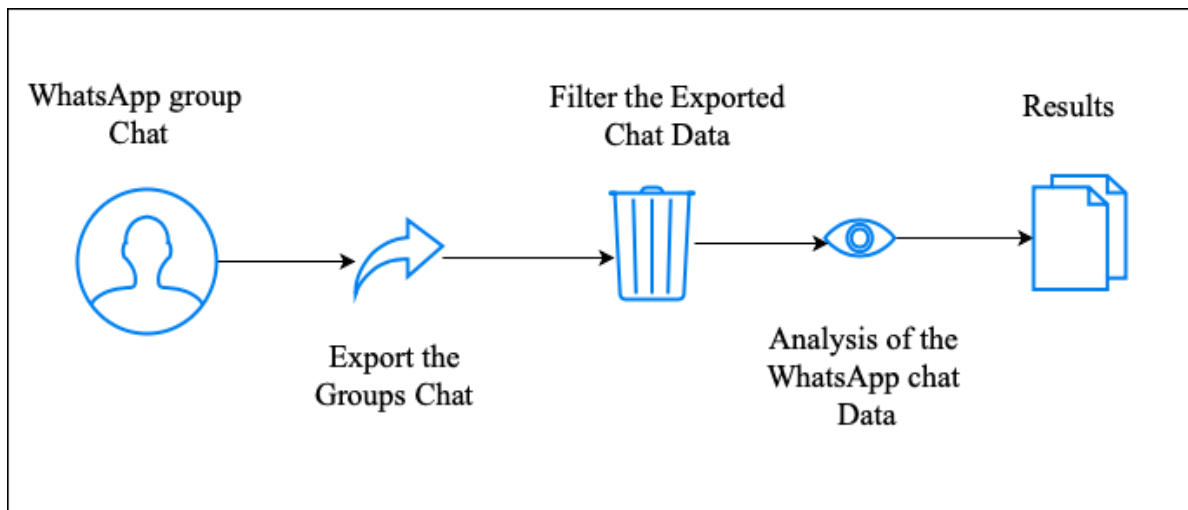 WhatsApp group
Chat
Export the
Groups Chat
Filter the Exported
Chat Data
Analysis of the
WhatsApp chat
Data
Results